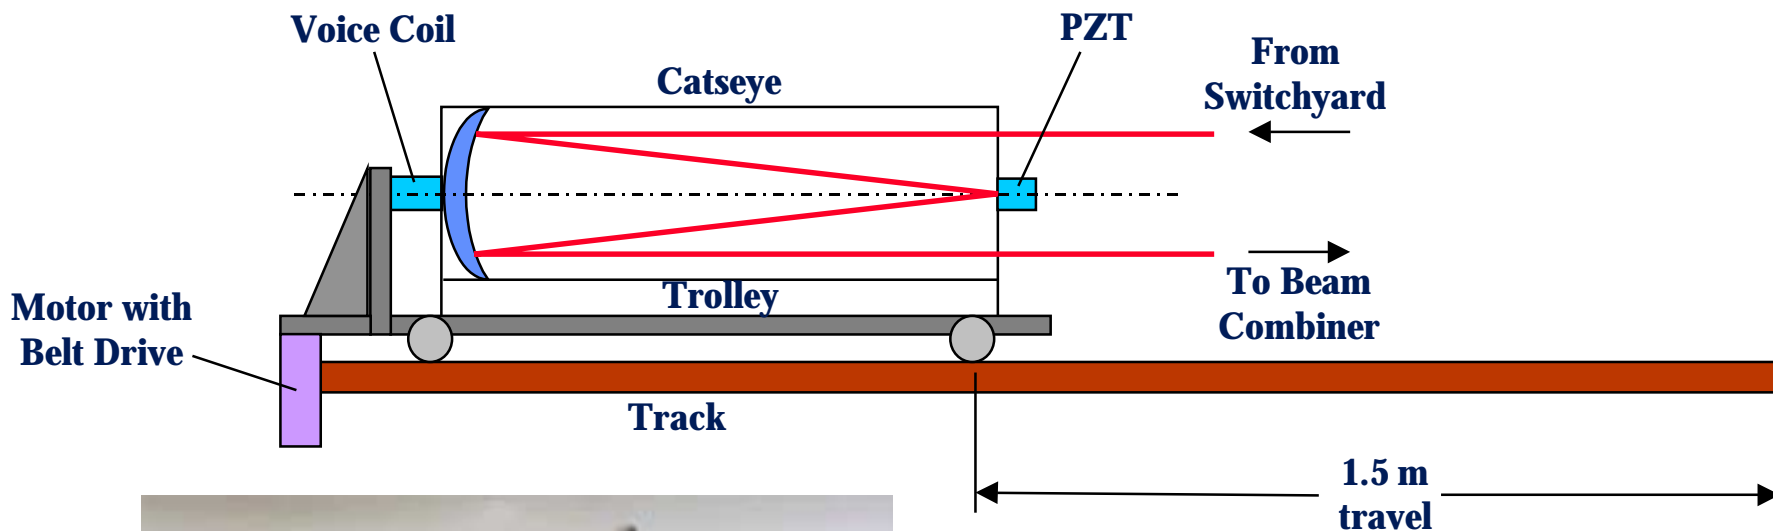 Voice Coil
PZT
From
Switchyard
Catseye
To Beam
Combiner
Trolley
Motor with
Belt Drive
Track
1.5 m
travel